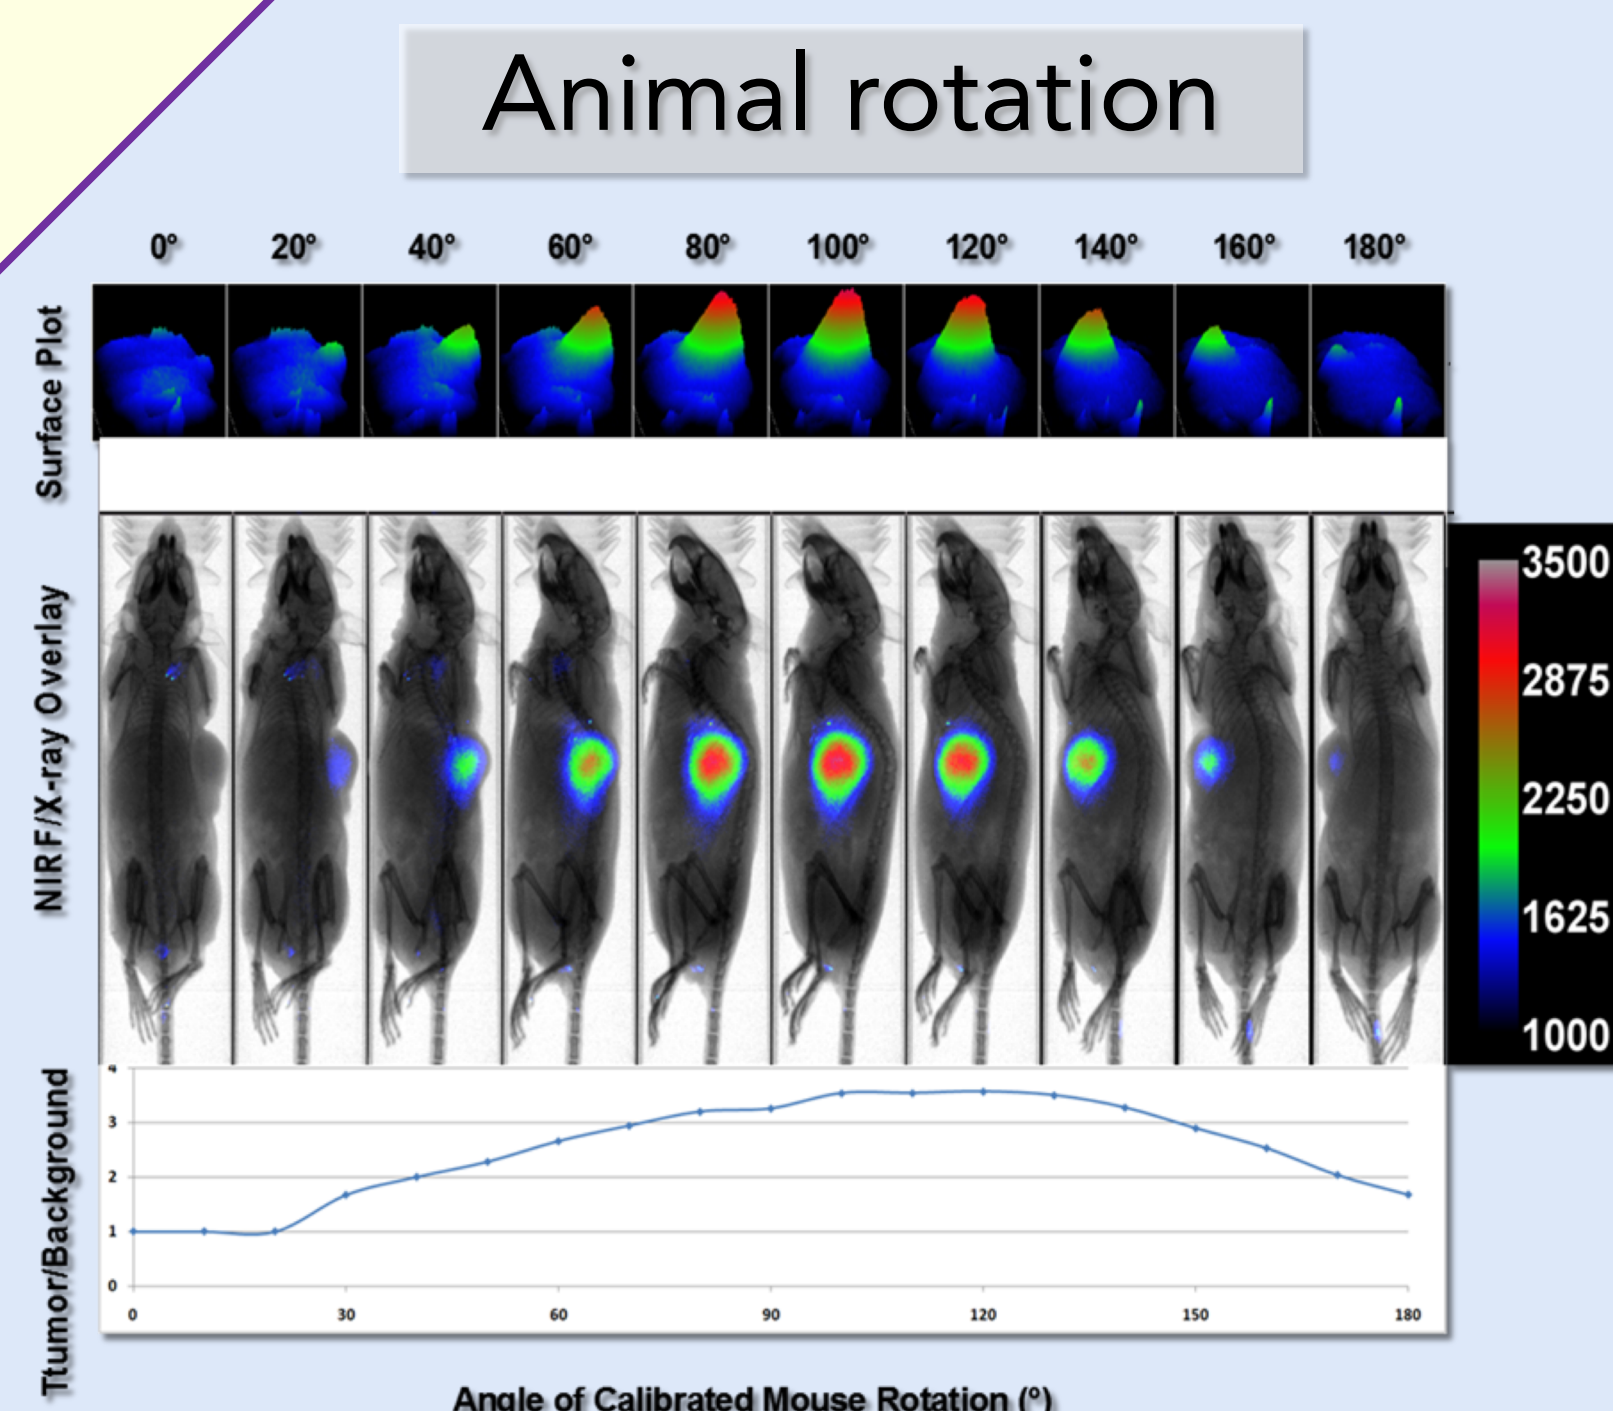 Animal rotation
0° 20° 40° 60° 80° 100° 120° 140° 160° 180°
Surface Plot
NIRF/X-ray Overlay
3500
2875
2250
1625
1000
Ttumor/Background
4
3
2
1
0
0 30 60 90 120 150 180
Angle of Calibrated Mouse Rotation (°)